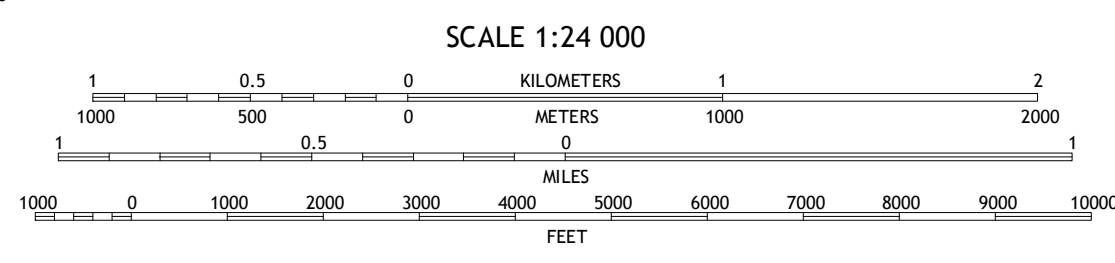 SCALE 1:24 000
1 0.5 0 KILOMETERS 1 2
1000 500 0 METERS 1000 2000
1 0.5 0 1
MILES
1000 0 1000 2000 3000 4000 5000 6000 7000 8000 9000 10000
FEET